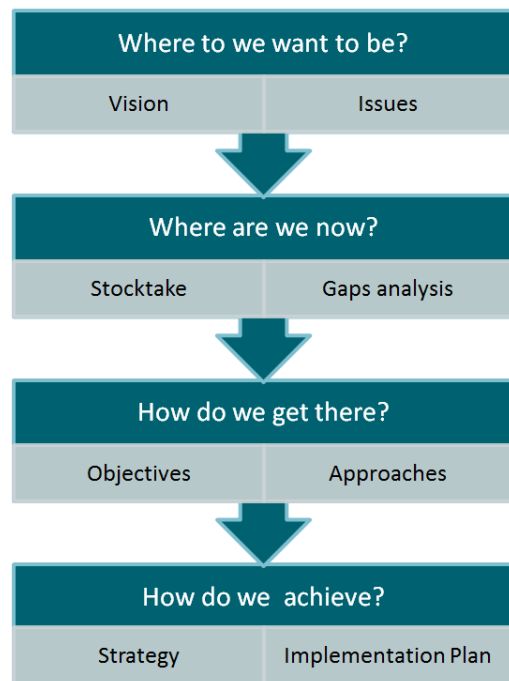 Where to we want to be?
Vision
Issues
Where are we now?
Stocktake
Gaps analysis
How do we get there?
Objectives
Approaches
How do we  achieve?
Strategy
Implementation Plan